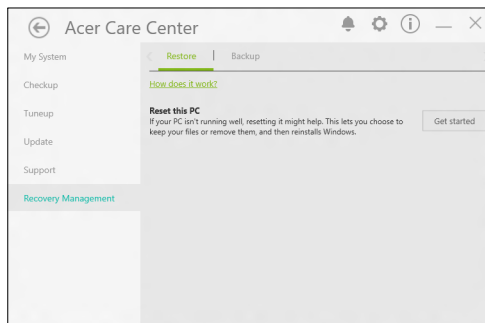 Acer Care Center
My System
Restore
Backup
Checkup
How does it work?
Tuneup
Reset this PC
If your PC isn't running well, resetting it might help. This lets you choose to
keep your files or remove them, and then reinstalls Windows.
Get started
Update
Support
Recovery Management